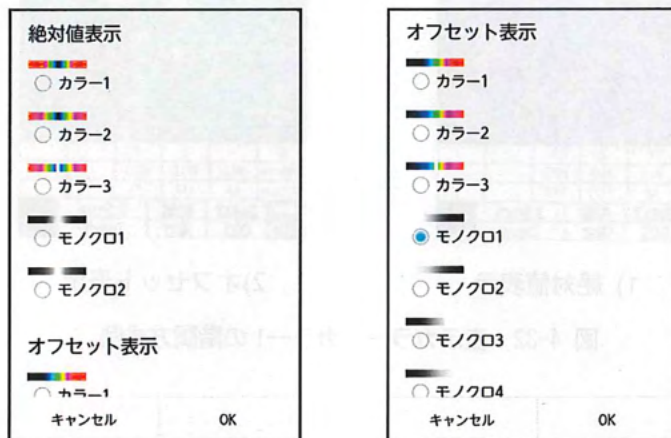 絶対値表示
カラー1
カラー2
カラー3
モノクロ1
モノクロ2
オフセット表示
カラー1
キャンセル OK
オフセット表示
カラー1
カラー2
カラー3
モノクロ1
モノクロ2
モノクロ3
モノクロ4
キャンセル OK